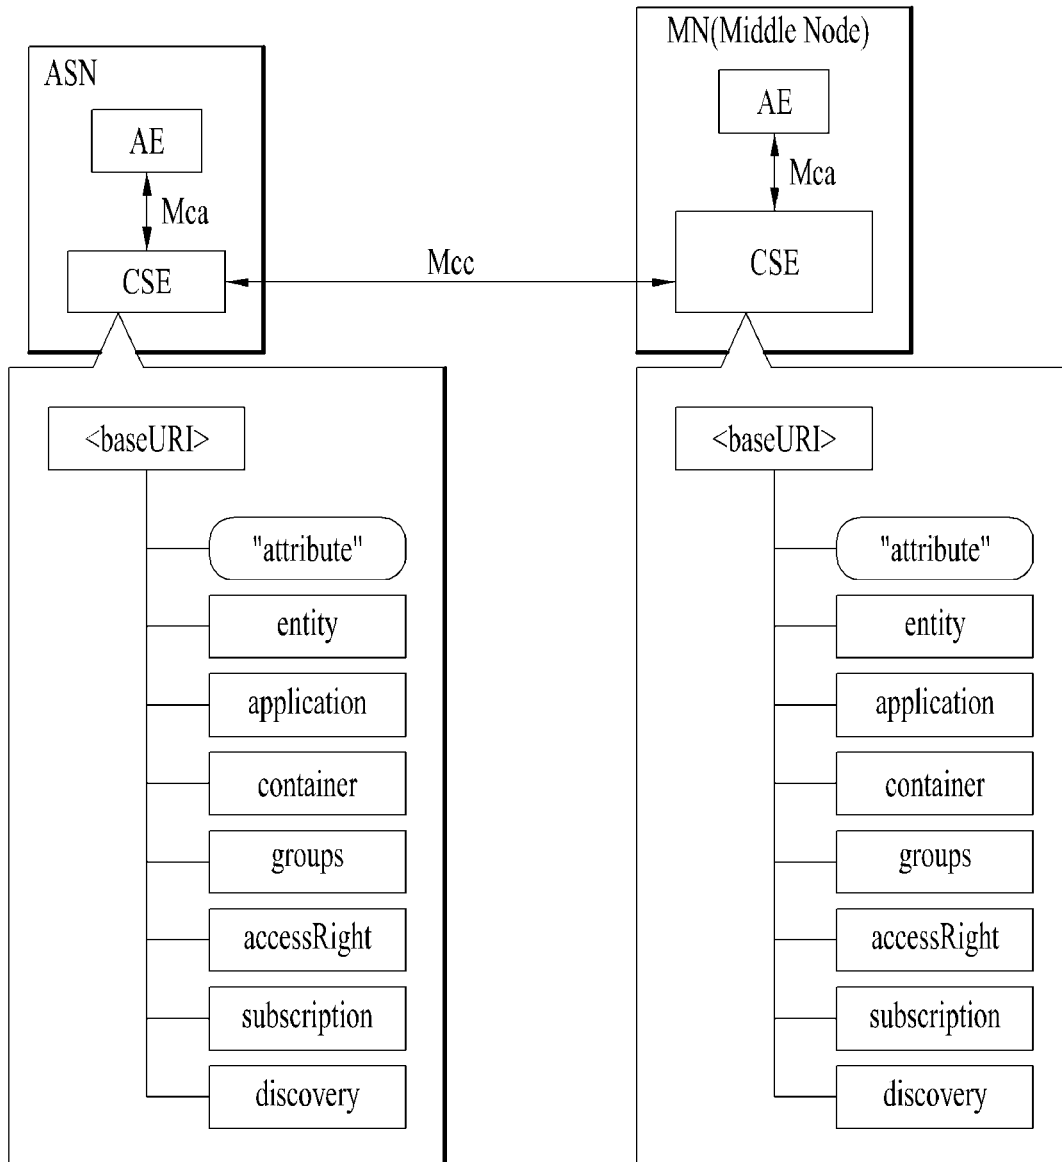 ASN
AE
Mca
CSE
Mcc
MN(Middle Node)
AE
Mca
CSE
<baseURI>
"attribute"
entity
application
container
groups
accessRight
subscription
discovery
<baseURI>
"attribute"
entity
application
container
groups
accessRight
subscription
discovery